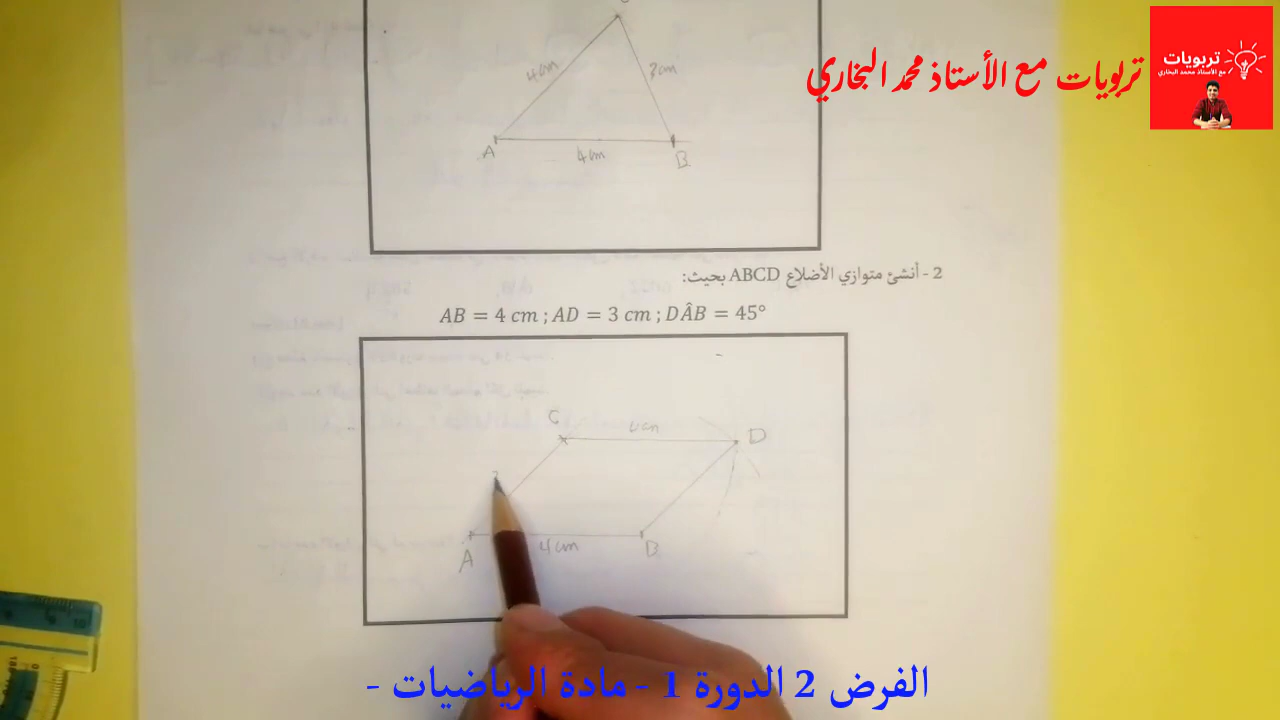 تربويات
مع الأستاذ محمد البخاري
تربويات مع الأستاذ محمد البخاري
4cm
3cm
A
4cm
B
2 - أنشئ متوازي الأضلاع ABCD بحيث:
AB = 4 cm ; AD = 3 cm ; DÂB = 45°
C
4cm
D
A
4cm
B
الفرض 2 الدورة 1 - مادة الرياضيات -